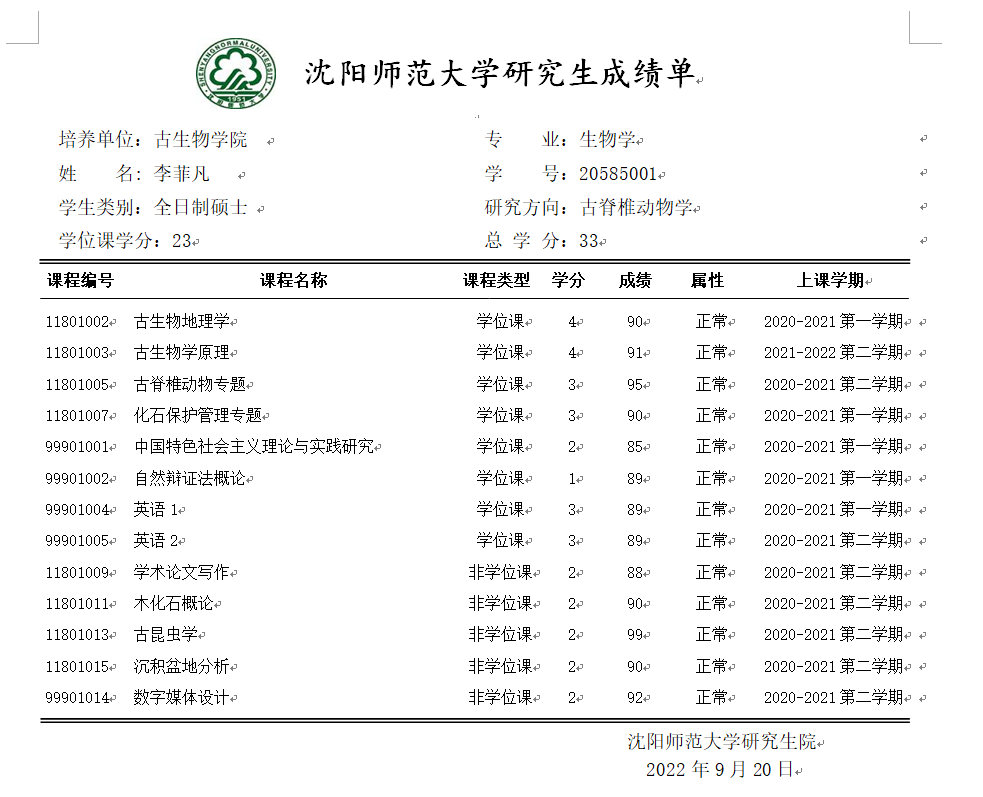 SHENYANG NORMAL UNIVERSITY
1951
沈阳师范大学
沈阳师范大学研究生成绩单
培养单位：古生物学院 专 业：生物学
姓 名：李菲凡 学 号：20585001
学生类别：全日制硕士 研究方向：古脊椎动物学
学位课学分：23 总 学 分：33
课程编号 课程名称 课程类型 学分 成绩 属性 上课学期
11801002 古生物地理学 学位课 4 90 正常 2020-2021 第一学期
11801003 古生物学原理 学位课 4 91 正常 2021-2022 第二学期
11801005 古脊椎动物专题 学位课 3 95 正常 2020-2021 第二学期
11801007 化石保护管理专题 学位课 3 90 正常 2020-2021 第一学期
99901001 中国特色社会主义理论与实践研究 学位课 2 85 正常 2020-2021 第一学期
99901002 自然辩证法概论 学位课 1 89 正常 2020-2021 第一学期
99901004 英语 1 学位课 3 89 正常 2020-2021 第一学期
99901005 英语 2 学位课 3 89 正常 2020-2021 第二学期
11801009 学术论文写作 非学位课 2 88 正常 2020-2021 第二学期
11801011 木化石概论 非学位课 2 90 正常 2020-2021 第二学期
11801013 古昆虫学 非学位课 2 99 正常 2020-2021 第二学期
11801015 沉积盆地分析 非学位课 2 90 正常 2020-2021 第二学期
99901014 数字媒体设计 非学位课 2 92 正常 2020-2021 第二学期
沈阳师范大学研究生院
2022 年 9 月 20 日